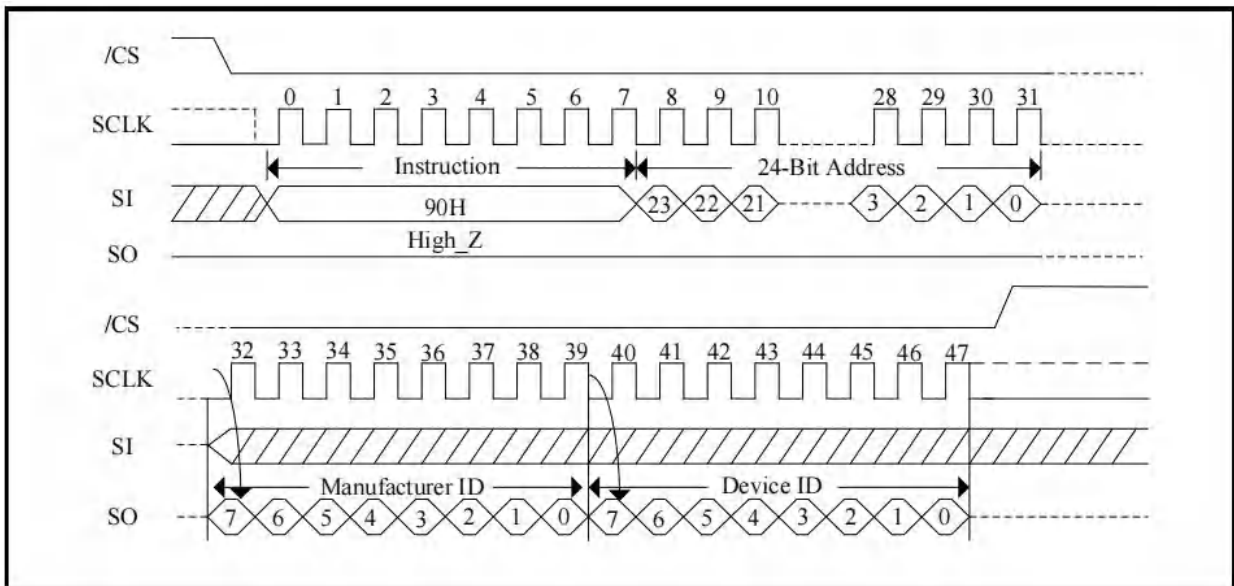 /CS
0 1 2 3 4 5 6 7 8 9 10 28 29 30 31
SCLK
Instruction 24-Bit Address
SI 90H 23 22 21 3 2 1 0
High_Z
SO
/CS
32 33 34 35 36 37 38 39 40 41 42 43 44 45 46 47
SCLK
SI
Manufacturer ID Device ID
SO 7 6 5 4 3 2 1 0 7 6 5 4 3 2 1 0